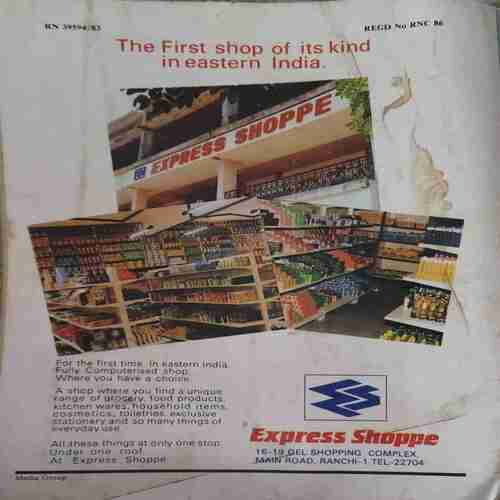 RN 39594/83
REGD No RNC 86
The First shop of its kind
in eastern India.
EXPRESS SHOPPE
For the first time. In eastern india.
Fully Computerised shop.
Where you have a choice.
A shop where you find a unique
range of grocery, food products,
kitchen wares, household items,
cosmetics, toiletries, exclusive
stationery and so many things of
everyday use.
All these things at only one stop.
Under one roof.
At Express Shoppe.
Express Shoppe
16-19 GEL SHOPPING COMPLEX,
MAIN ROAD, RANCHI-1 TEL-22704
Media Group